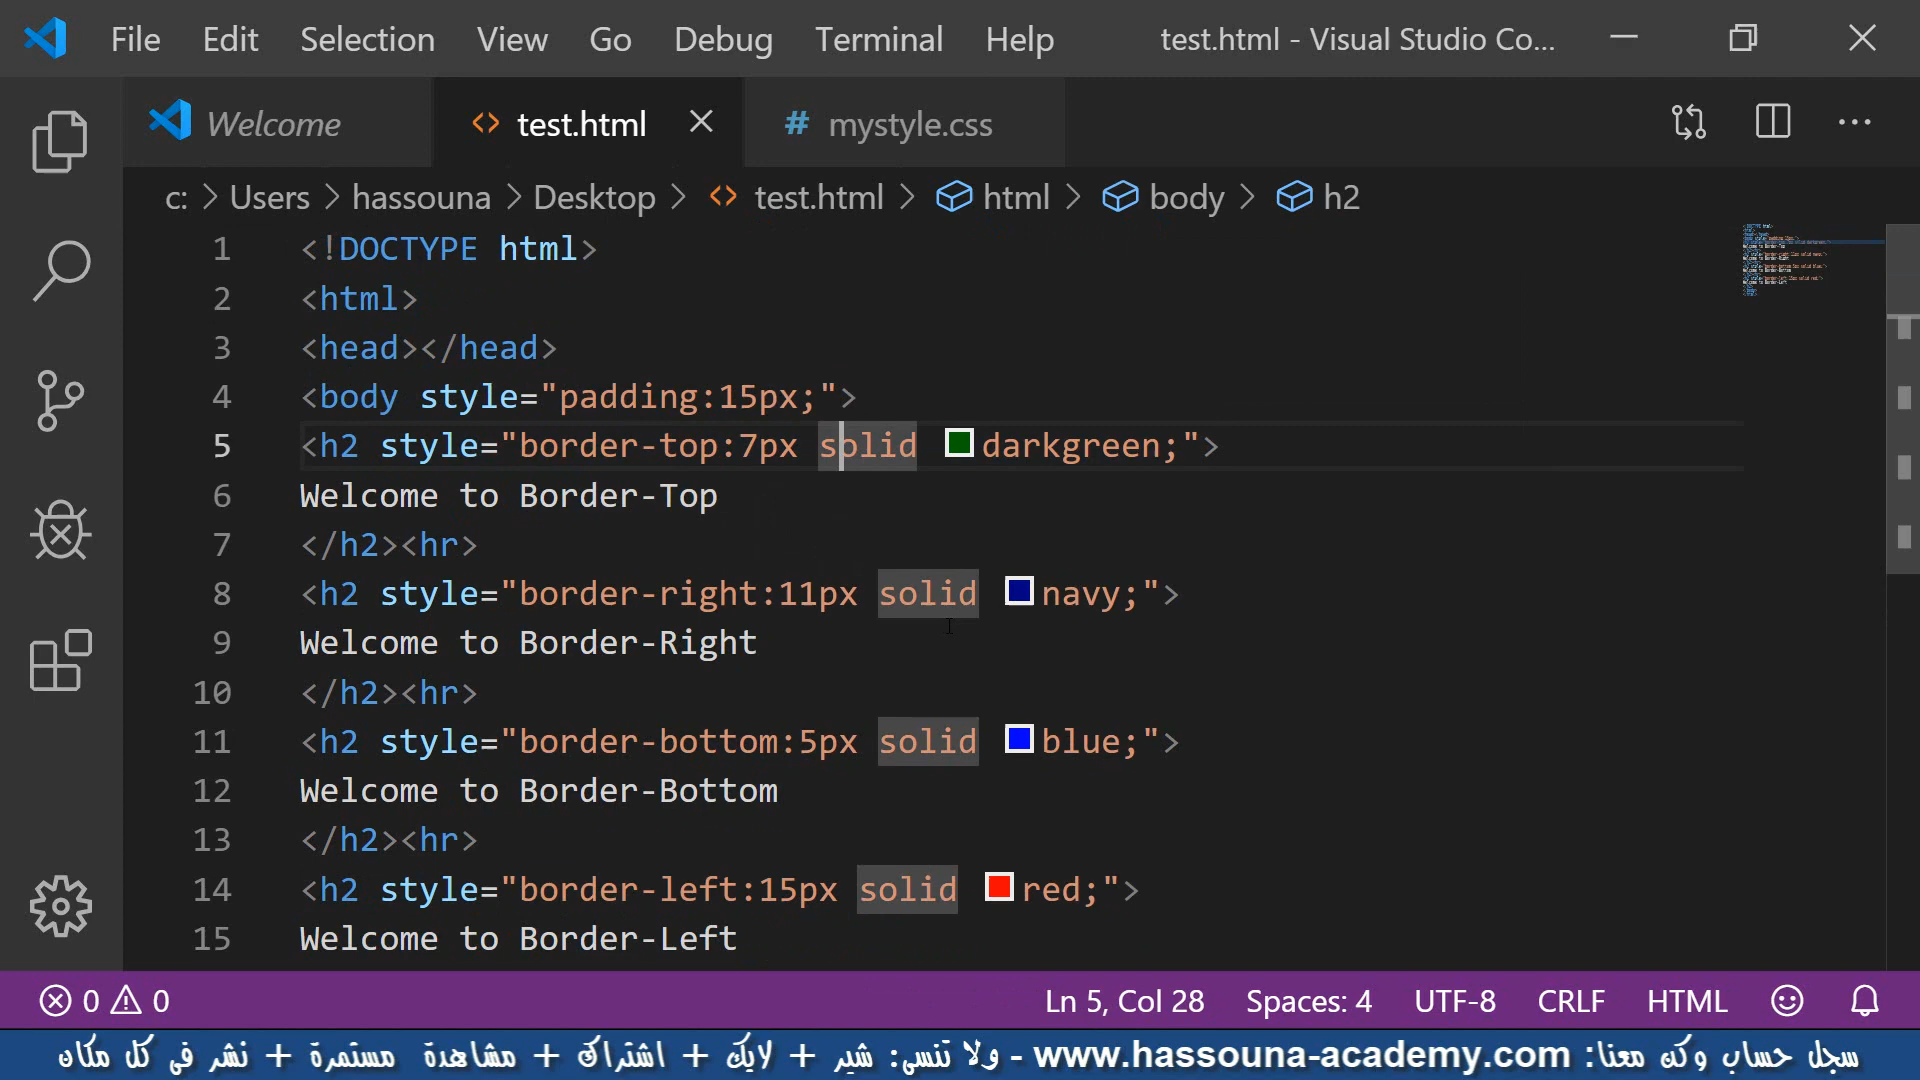 File Edit Selection View Go Debug Terminal Help test.html - Visual Studio Co...
Welcome <> test.html # mystyle.css
c: > Users > hassouna > Desktop > <> test.html > html > body > h2
1 <!DOCTYPE html>
2 <html>
3 <head></head>
4 <body style="padding:15px;">
5 <h2 style="border-top:7px solid darkgreen;">
6 Welcome to Border-Top
7 </h2><hr>
8 <h2 style="border-right:11px solid navy;">
9 Welcome to Border-Right
10 </h2><hr>
11 <h2 style="border-bottom:5px solid blue;">
12 Welcome to Border-Bottom
13 </h2><hr>
14 <h2 style="border-left:15px solid red;">
15 Welcome to Border-Left
0 0 Ln 5, Col 28 Spaces: 4 UTF-8 CRLF HTML
سجل حساب وكن معنا: www.hassouna-academy.com - ولا تنسى: شير + لايك + اشتراك + مشاهدة مستمرة + نشر في كل مكان